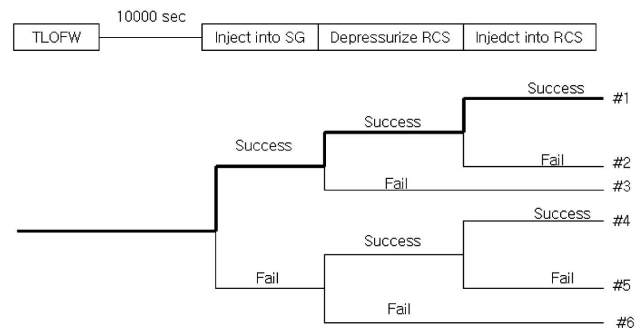 10000 sec
TLOFW Inject into SG Depressurize RCS Injedct into RCS
Success #1
Success
Success
Fail #2
Fail #3
Success #4
Success
Fail
Fail #5
Fail #6